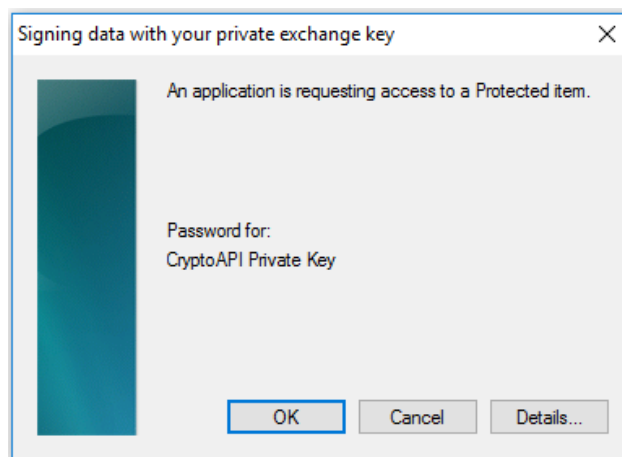 Signing data with your private exchange key
An application is requesting access to a Protected item.
Password for:
CryptoAPI Private Key
OK Cancel Details...